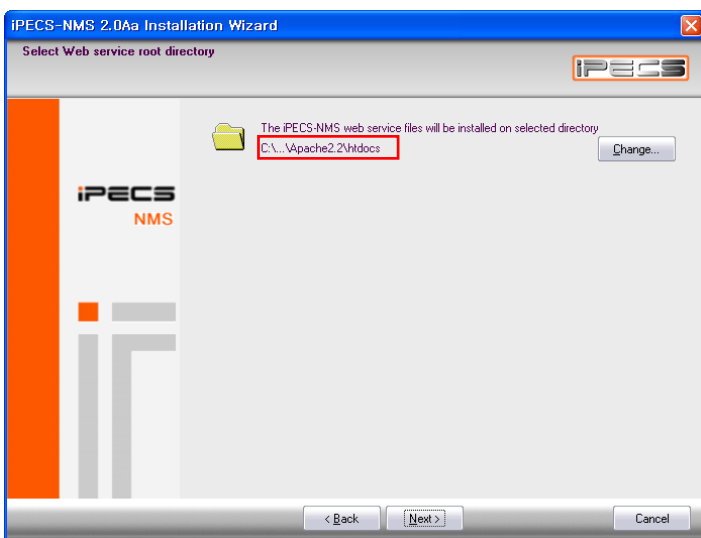 iPECS-NMS 2.0Aa Installation Wizard
Select Web service root directory
iPECS
The iPECS-NMS web service files will be installed on selected directory
C:\...\Apache2.2\htdocs
Change...
iPECS
NMS
< Back
Next >
Cancel